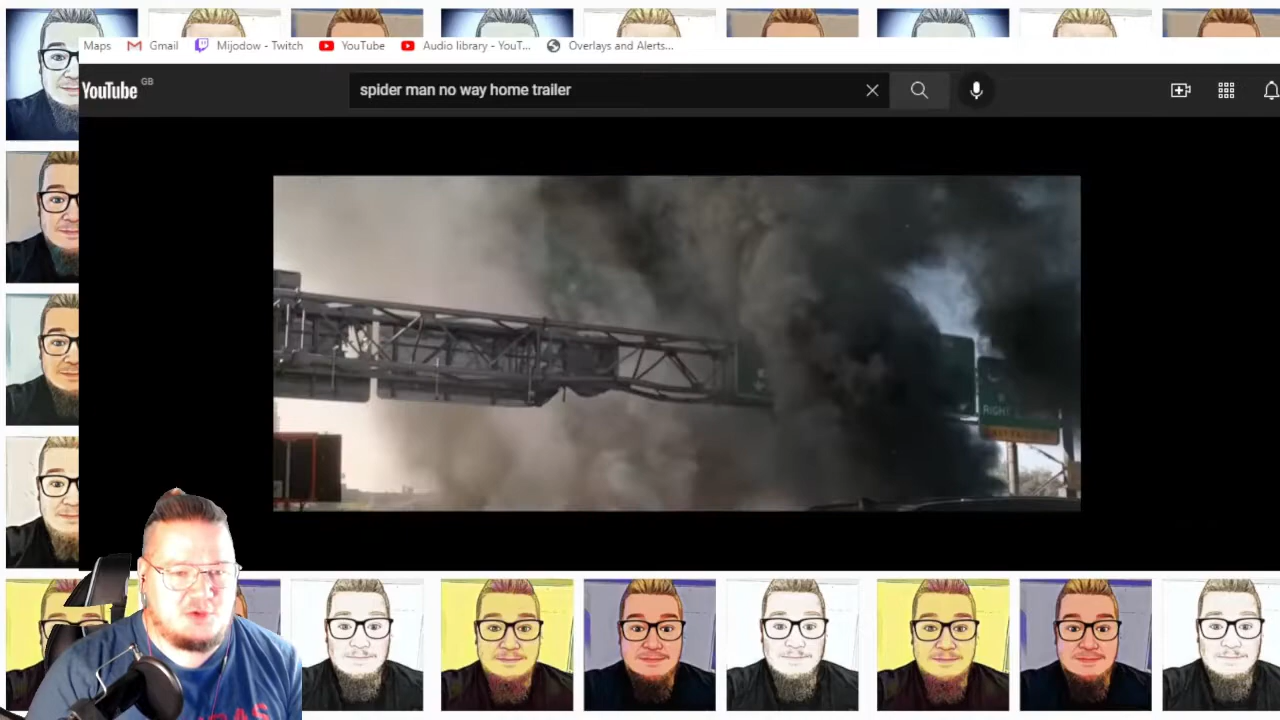 Maps Gmail Mijodow - Twitch YouTube Audio library - YouT... Overlays and Alerts...
YouTube GB
spider man no way home trailer
RIGHT